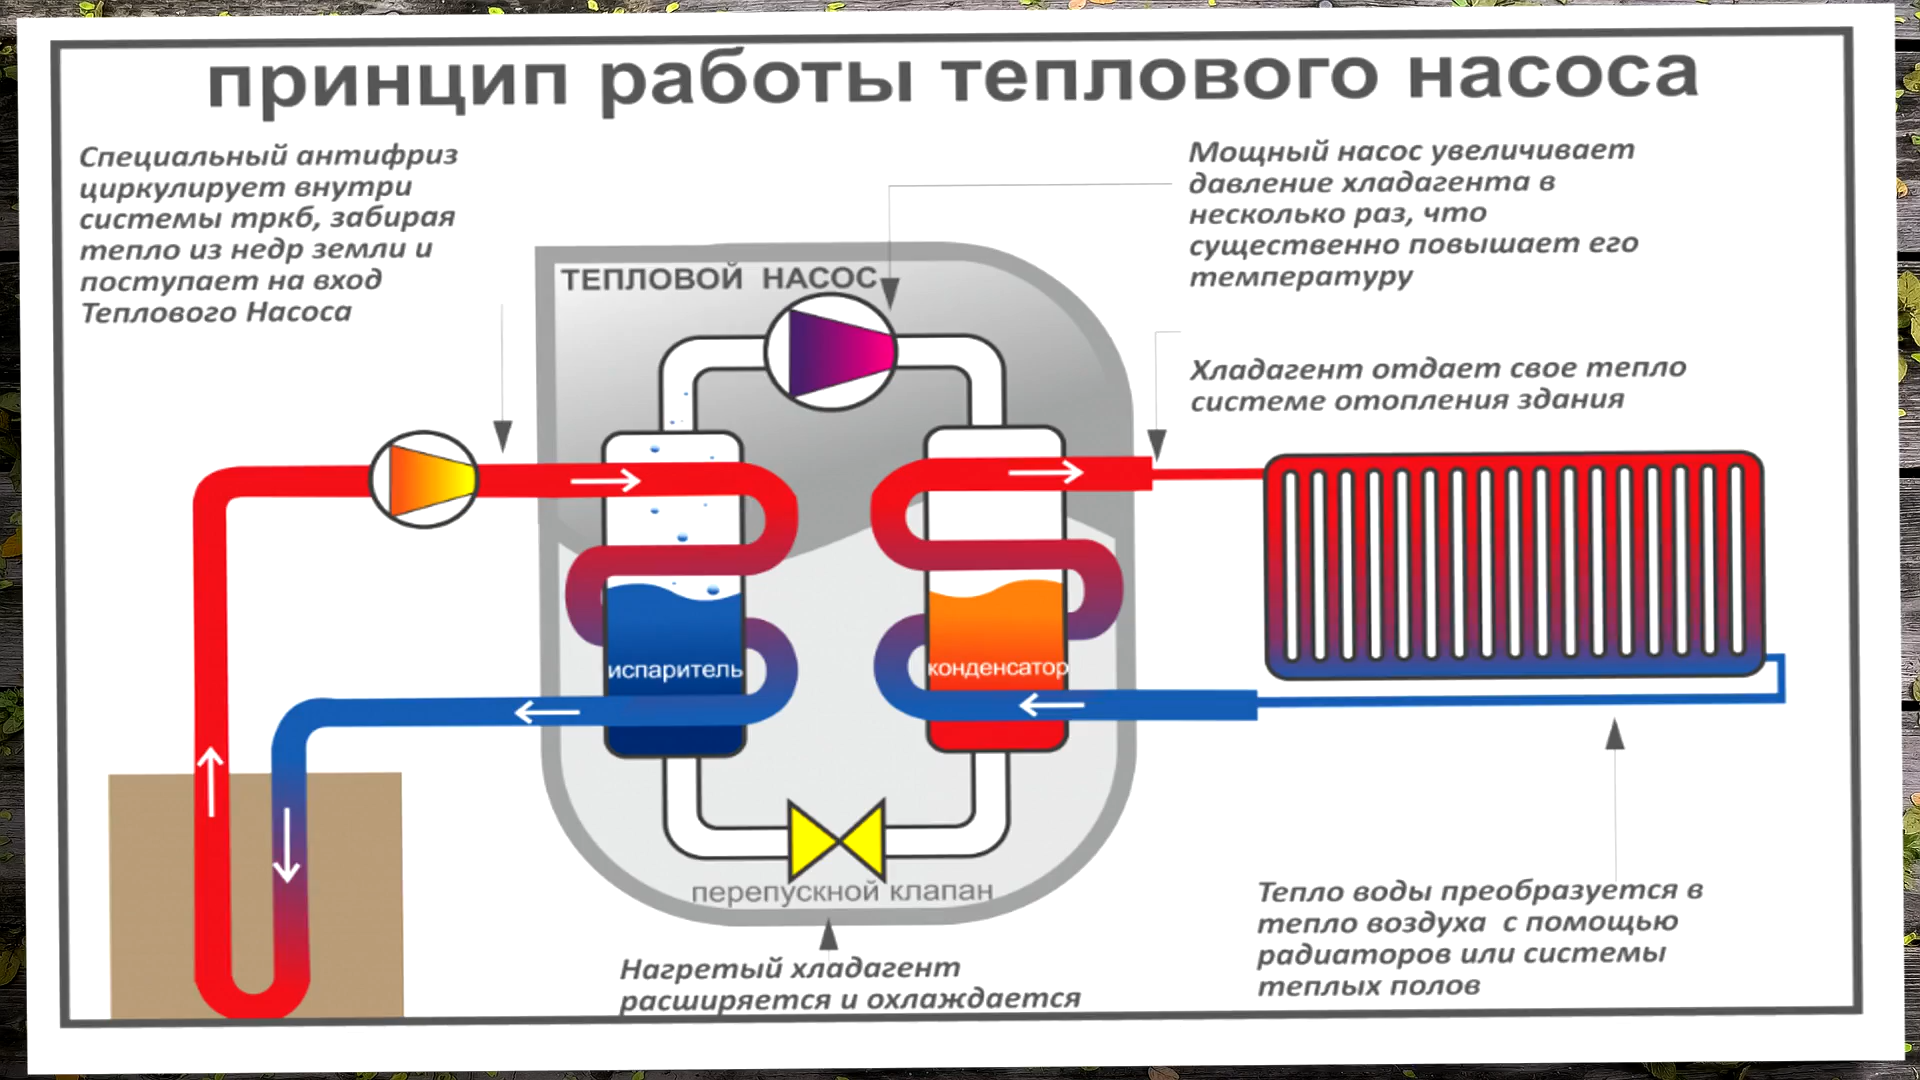 принцип работы теплового насоса
Специальный антифриз
циркулирует внутри
системы тркб, забирая
тепло из недр земли и
поступает на вход
Теплового Насоса
Мощный насос увеличивает
давление хладагента в
несколько раз, что
существенно повышает его
температуру
ТЕПЛОВОЙ НАСОС
Хладагент отдает свое тепло
системе отопления здания
испаритель
конденсатор
перепускной клапан
Нагретый хладагент
расширяется и охлаждается
Тепло воды преобразуется в
тепло воздуха с помощью
радиаторов или системы
теплых полов